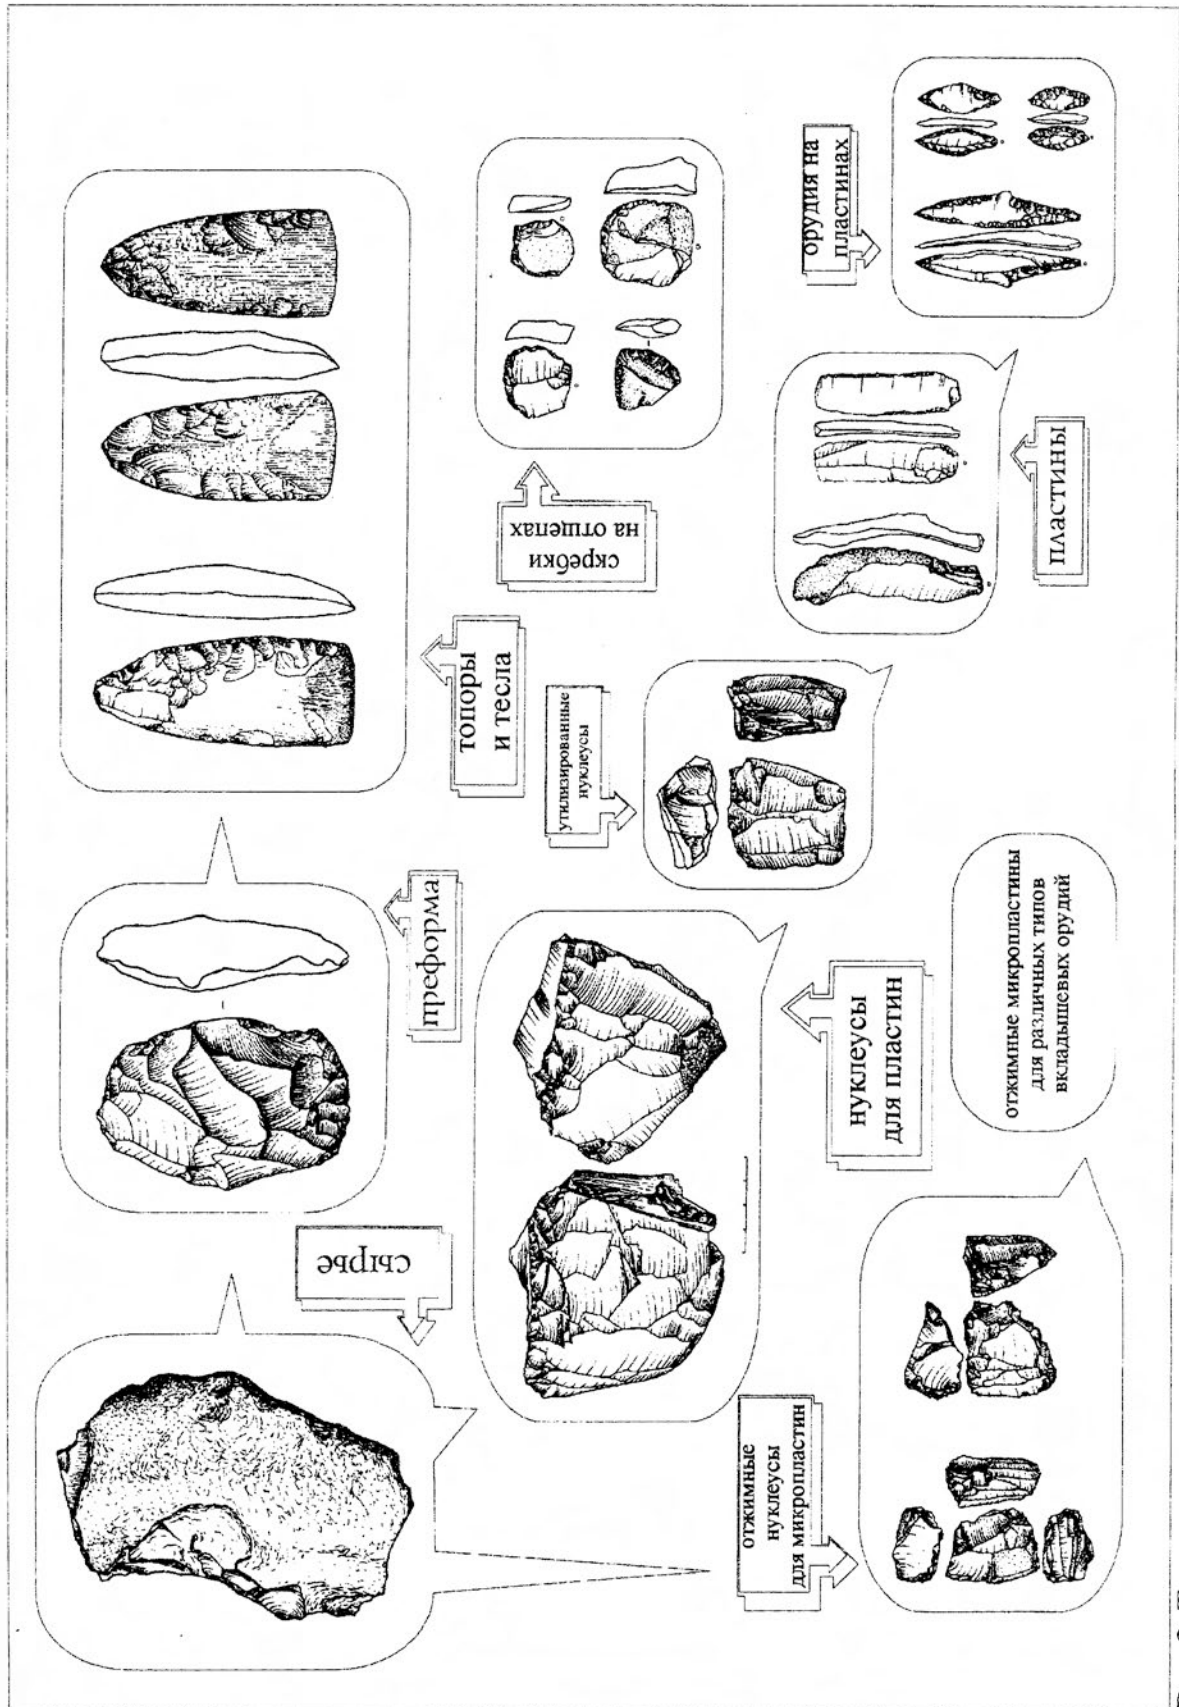 сырье
преформа
топоры
и тесла
скребки
на отщепах
утилизированные
нуклеусы
орудия на
пластинах
пластины
нуклеусы
для пластин
отжимные
нуклеусы
для микропластин
отжимные микропластины
для различных типов
вкладышевых орудий